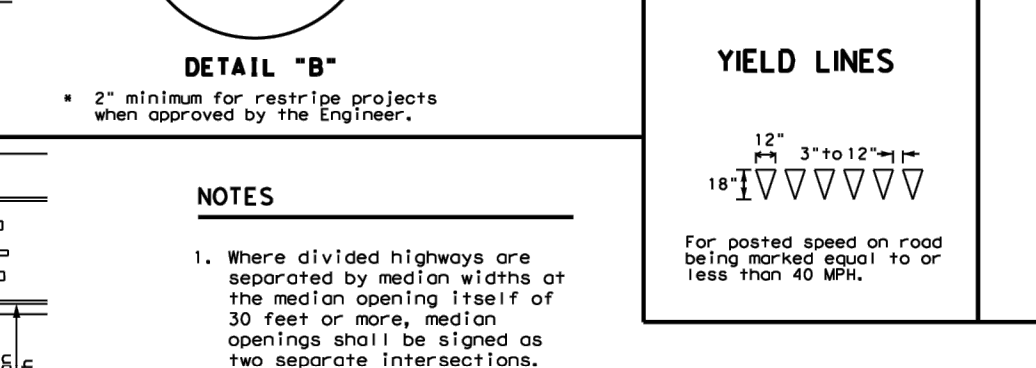 DETAIL "B"
* 2" minimum for restripe projects
when approved by the Engineer.
NOTES
1. Where divided highways are
separated by median widths at
the median opening itself of
30 feet or more, median
openings shall be signed as
two separate intersections.
YIELD LINES
12"
3"to 12"
18"
For posted speed on road
being marked equal to or
less than 40 MPH.